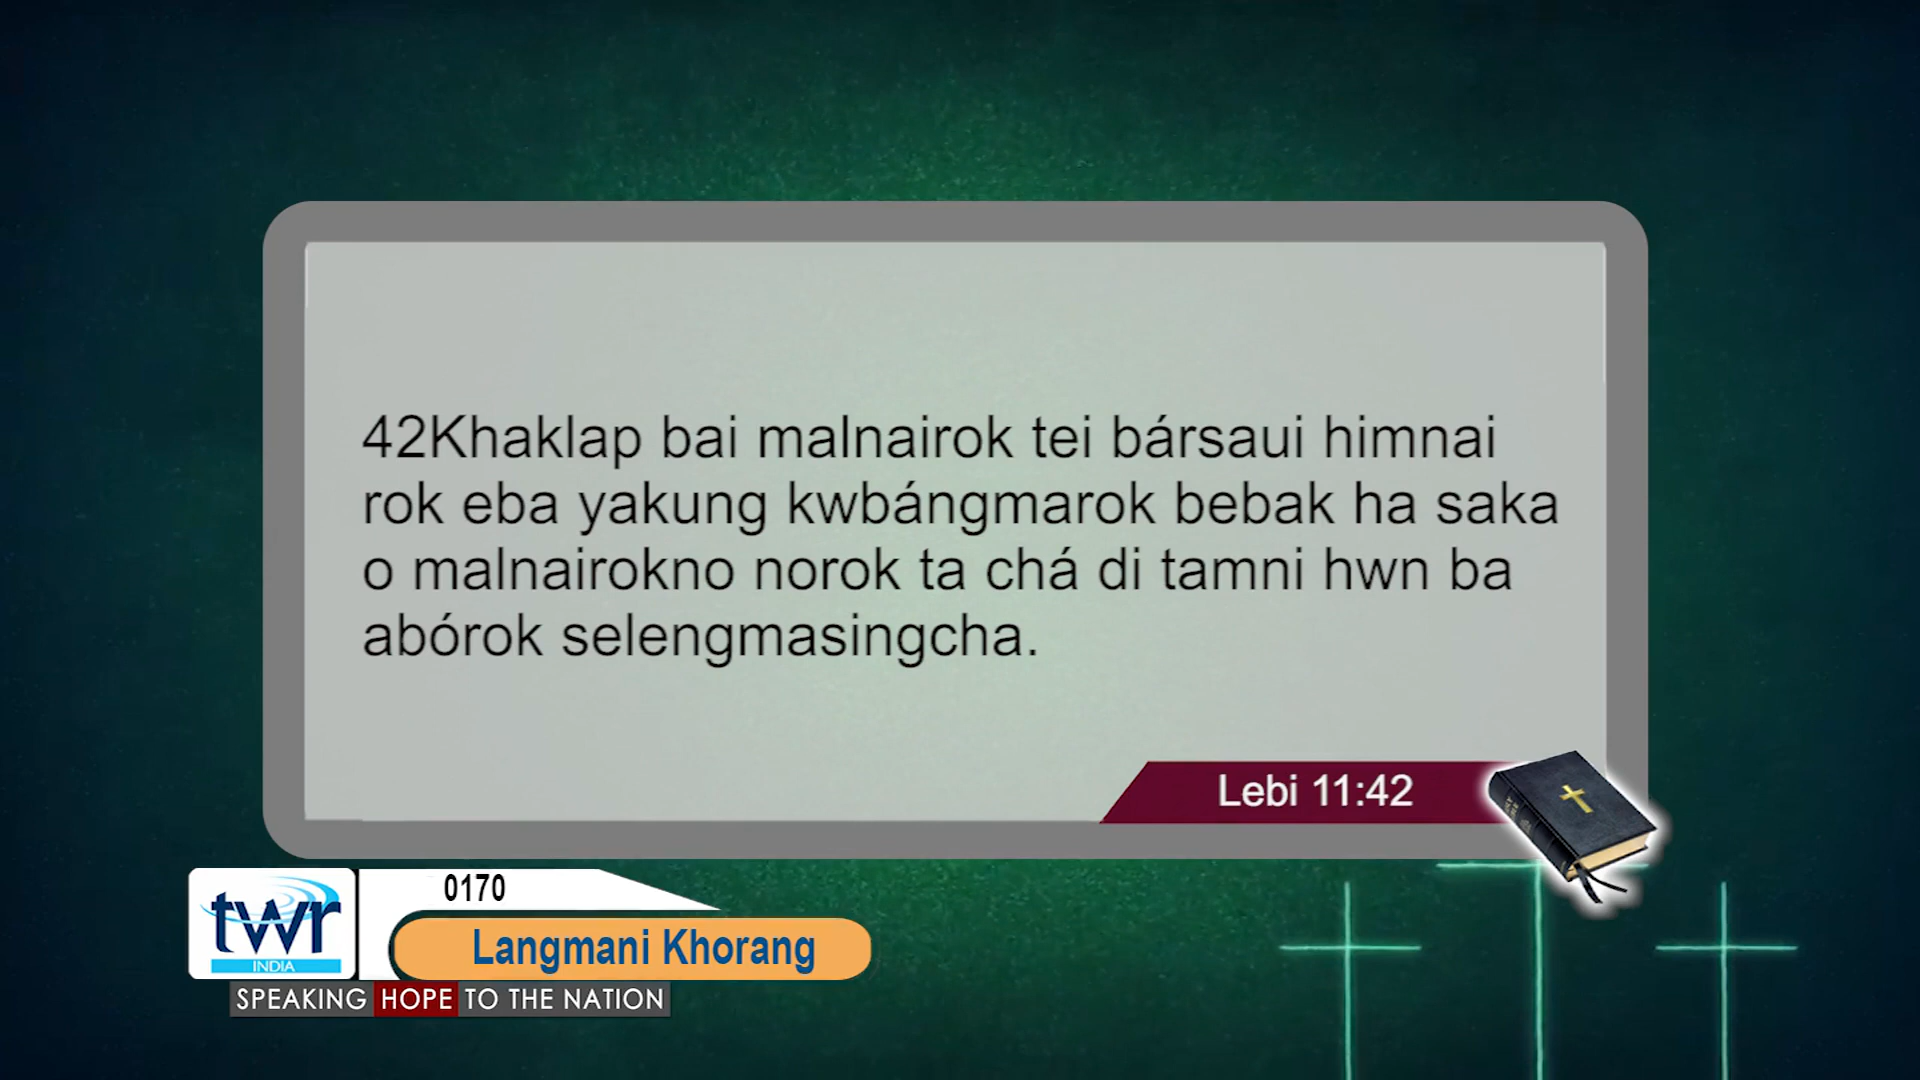 42Khaklap bai malnairok tei bársaui himnai
rok eba yakung kwbángmarok bebak ha saka
o malnairokno norok ta chá di tamni hwn ba
abórok selengmasingcha.
Lebi 11:42
0170
twr
INDIA
Langmani Khorang
SPEAKING HOPE TO THE NATION